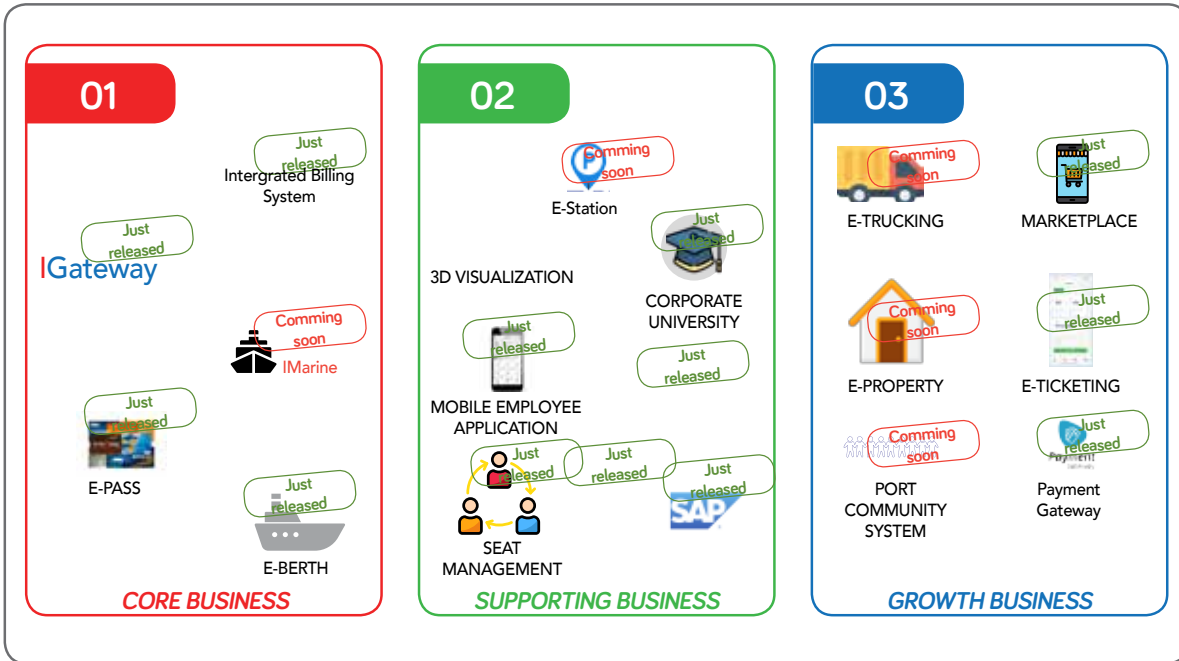 01
Just
released
Intergrated Billing
System
Just
released
IGateway
Comming
soon
IMarine
Just
released
E-PASS
Just
released
E-BERTH
CORE BUSINESS
02
Comming
soon
P
E-Station
Just
released
3D VISUALIZATION
CORPORATE
UNIVERSITY
Just
released
Just
released
MOBILE EMPLOYEE
APPLICATION
Just
released
Just
released
Just
released
SAP
SEAT
MANAGEMENT
SUPPORTING BUSINESS
03
Comming
soon
E-TRUCKING
Just
released
MARKETPLACE
Comming
soon
E-PROPERTY
Just
released
E-TICKETING
Comming
soon
PORT
COMMUNITY
SYSTEM
Just
released
Payment
Payment
Gateway
GROWTH BUSINESS